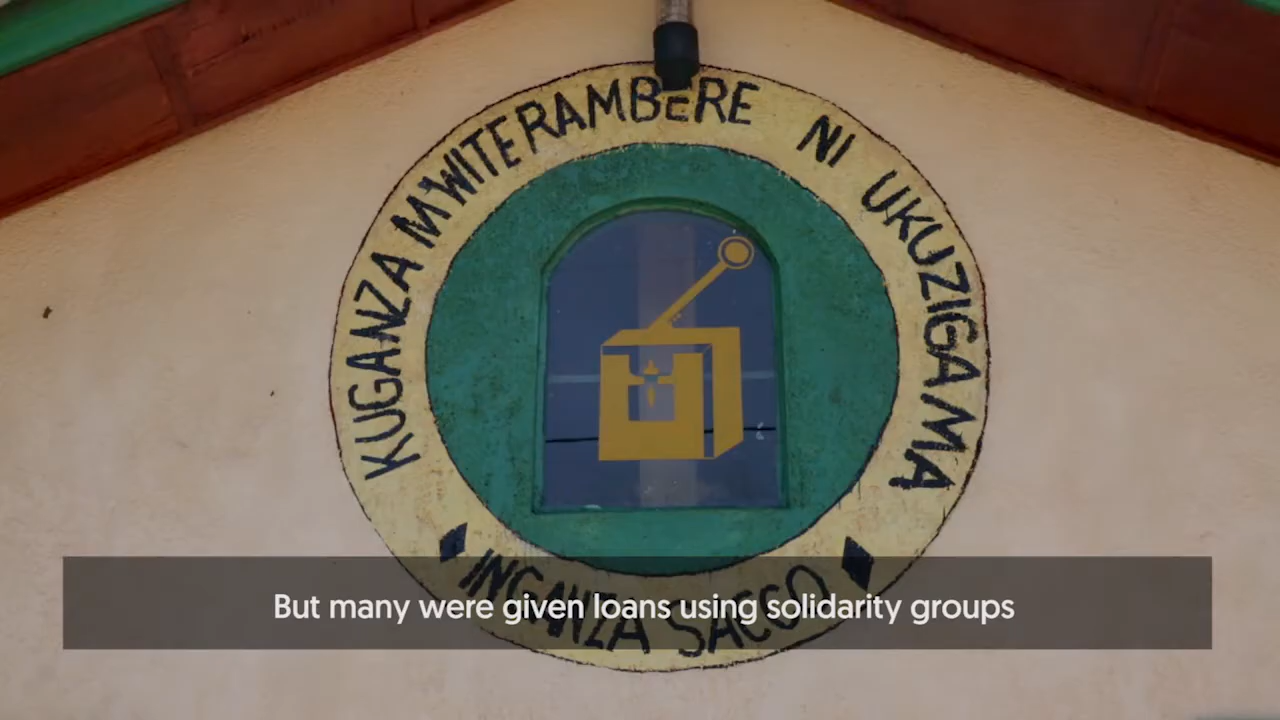 KUGANZA MWITERAMBERE NI UKUZIGAMA
INGANZA SACCO
But many were given loans using solidarity groups